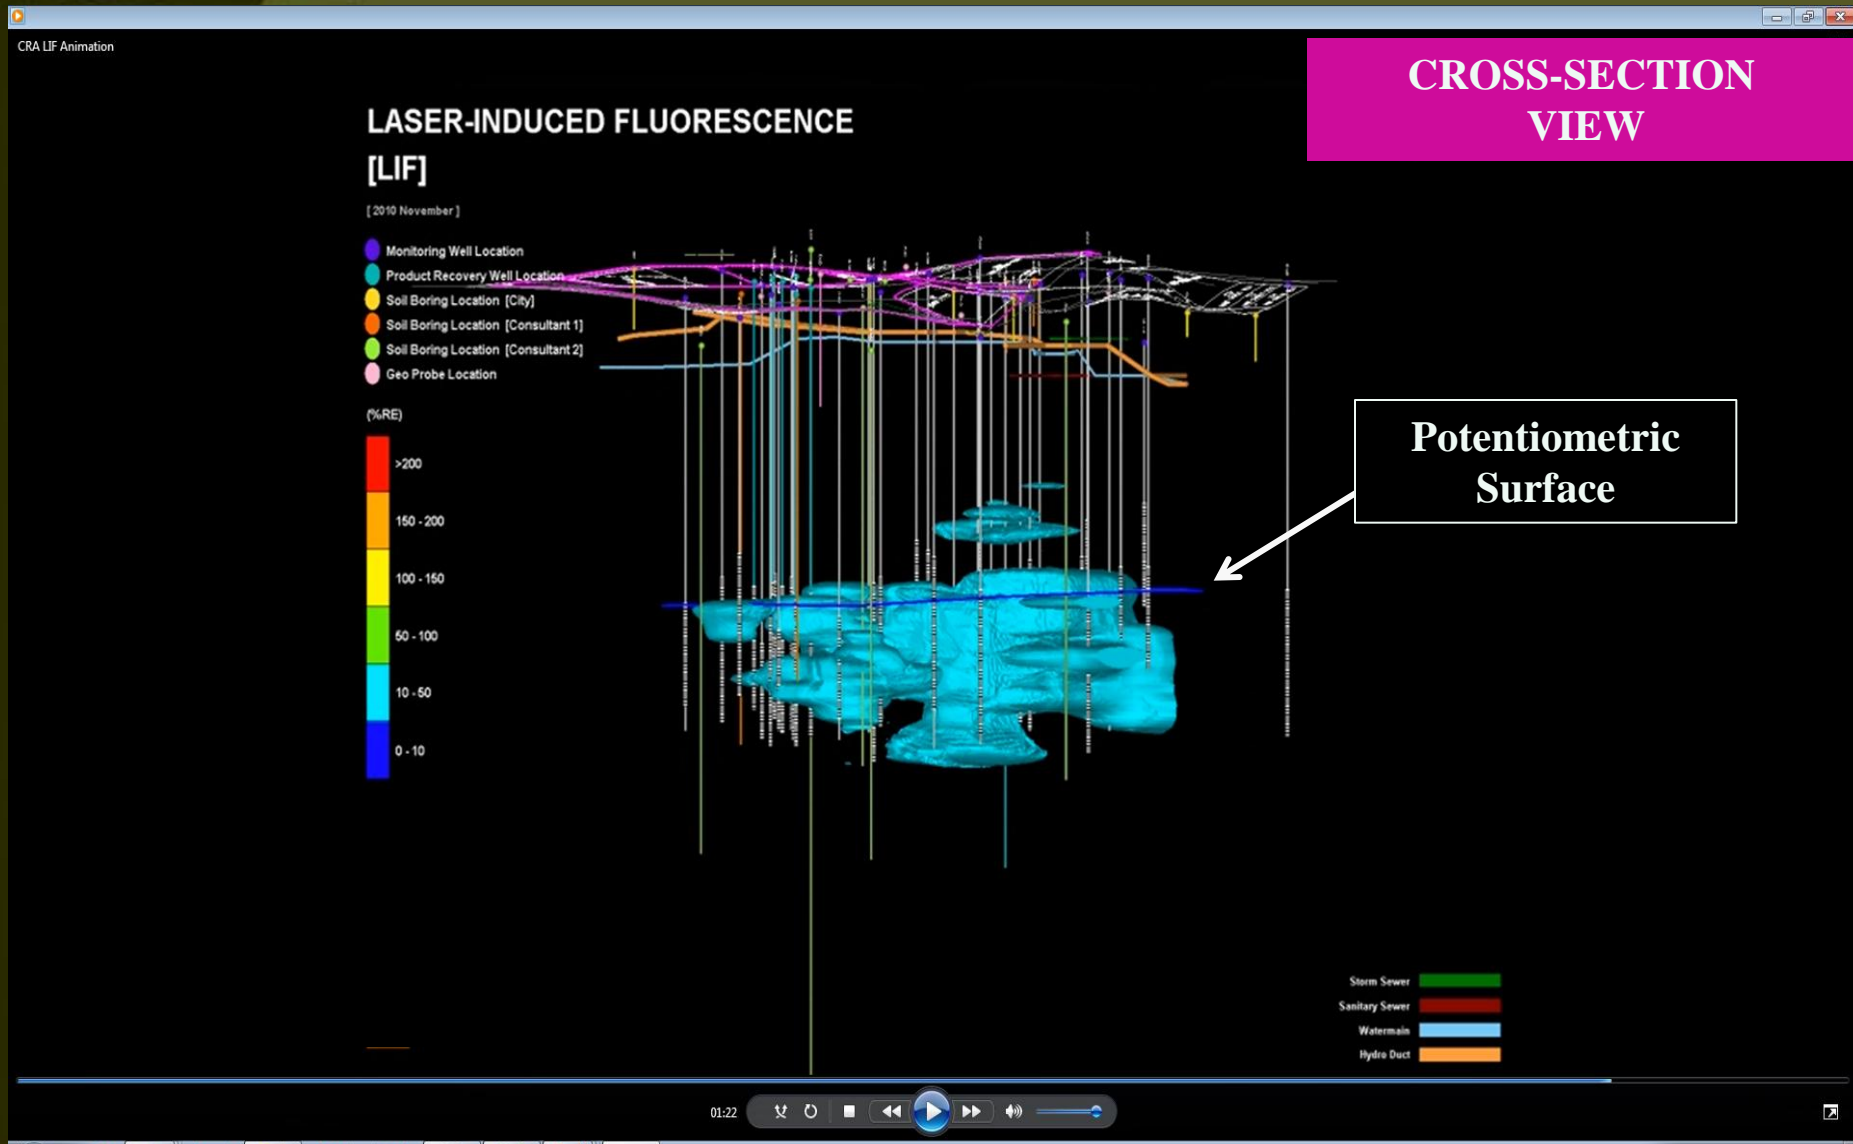 CRA LIF Animation
CROSS-SECTION
VIEW
LASER-INDUCED FLUORESCENCE
[LIF]
[ 2010 November ]
Monitoring Well Location
Product Recovery Well Location
Soil Boring Location [City]
Soil Boring Location [Consultant 1]
Soil Boring Location [Consultant 2]
Geo Probe Location
(%RE)
>200
150 - 200
100 - 150
50 - 100
10 - 50
0 - 10
Potentiometric
Surface
Storm Sewer
Sanitary Sewer
Watermain
Hydro Duct
01:22